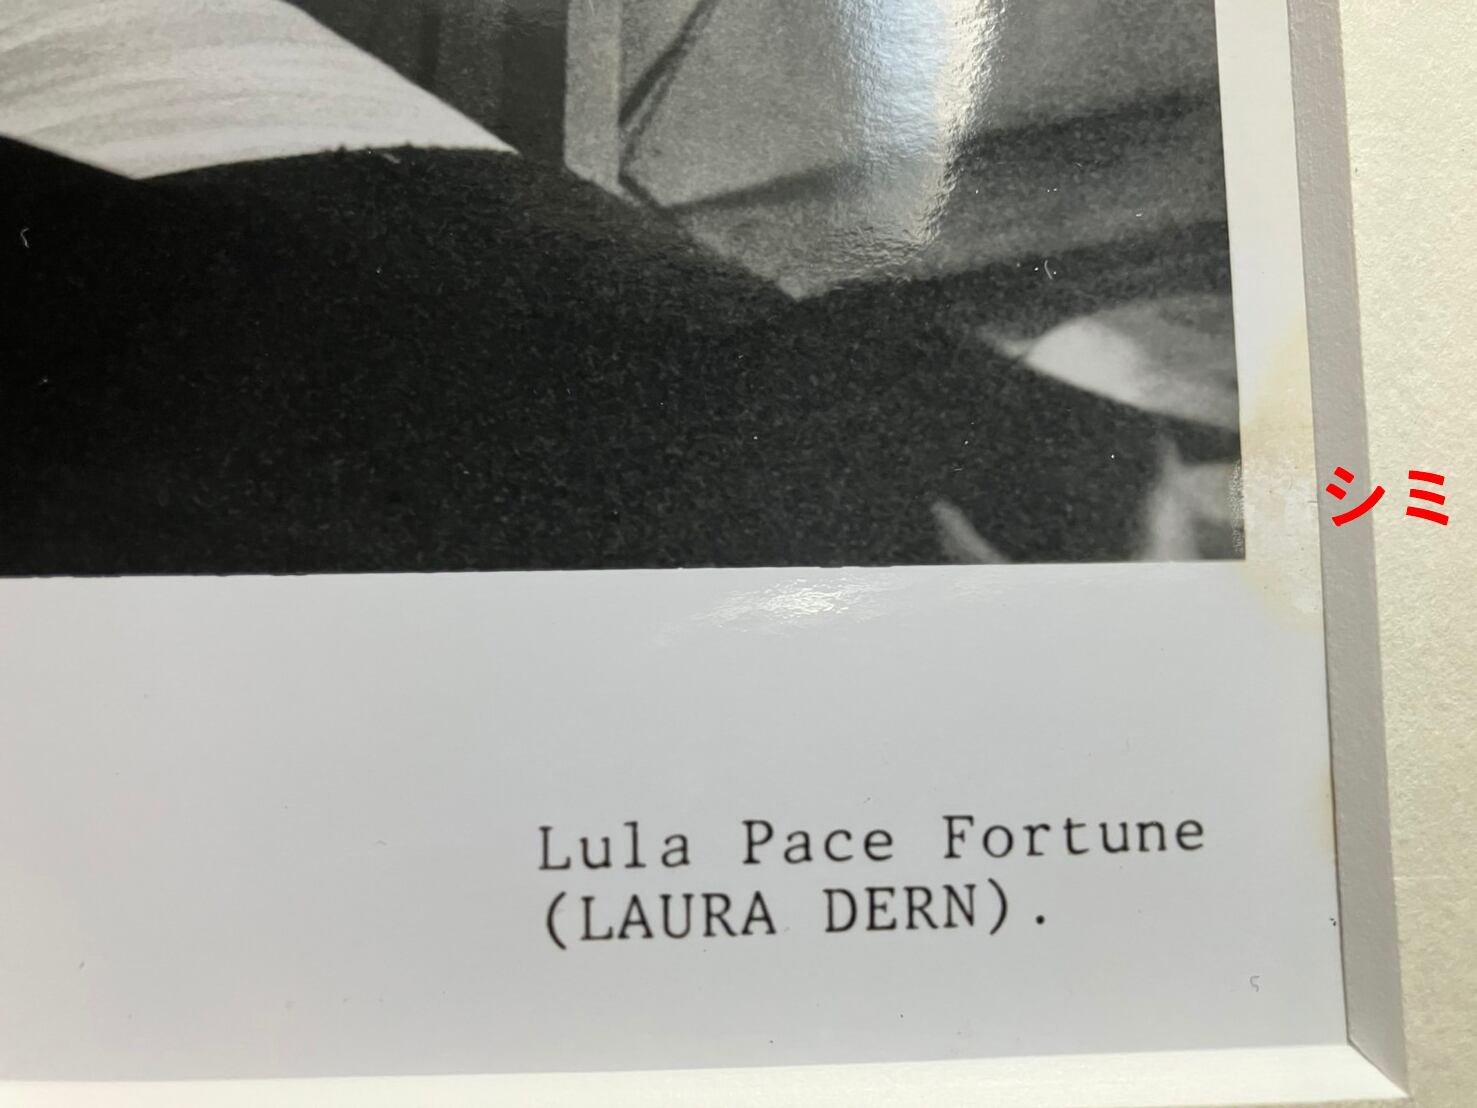 シミ
Lula Pace Fortune
(LAURA DERN).